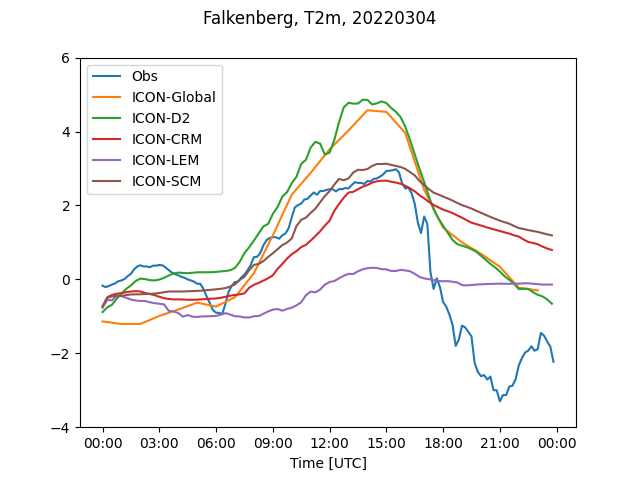 Falkenberg, T2m, 20220304
Obs
ICON-Global
ICON-D2
ICON-CRM
ICON-LEM
ICON-SCM
6
4
2
0
−2
−4
00:00 03:00 06:00 09:00 12:00 15:00 18:00 21:00 00:00
Time [UTC]